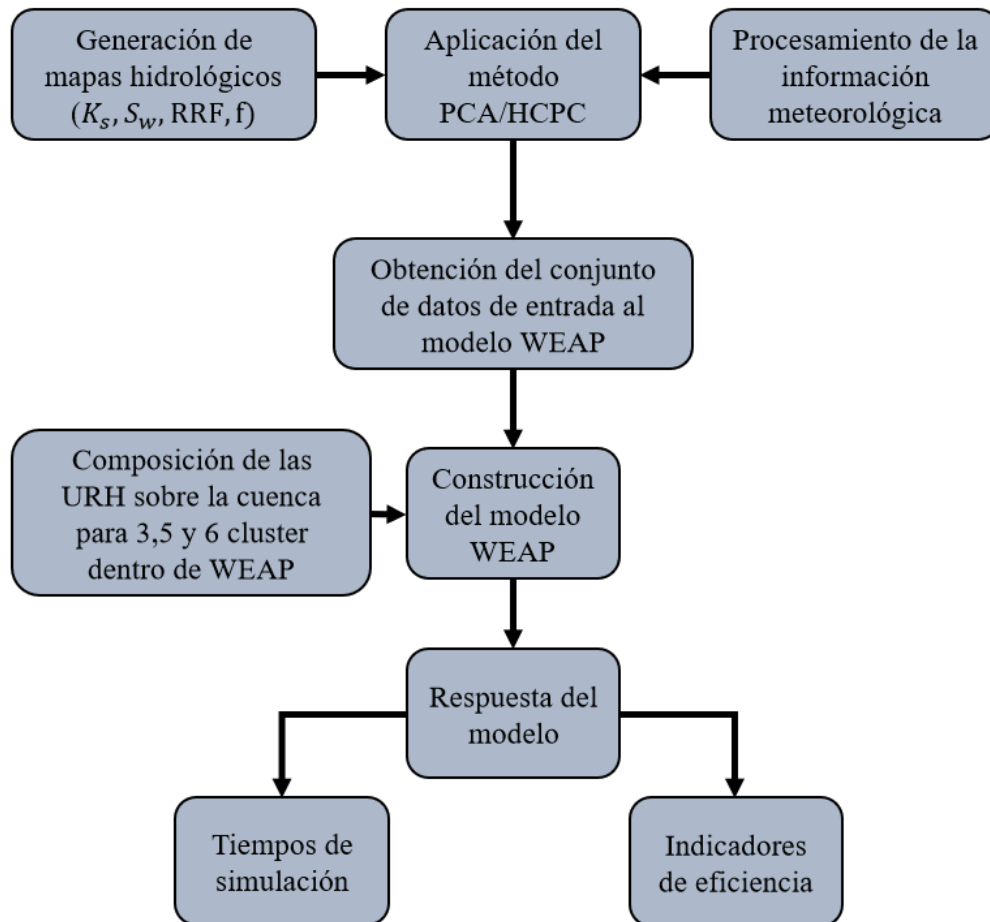 Generación de
mapas hidrológicos
(K_s, S_w, RRF, f)
Aplicación del
método
PCA/HCPC
Procesamiento de la
información
meteorológica
Obtención del conjunto
de datos de entrada al
modelo WEAP
Composición de las
URH sobre la cuenca
para 3,5 y 6 cluster
dentro de WEAP
Construcción
del modelo
WEAP
Respuesta del
modelo
Tiempos de
simulación
Indicadores
de eficiencia